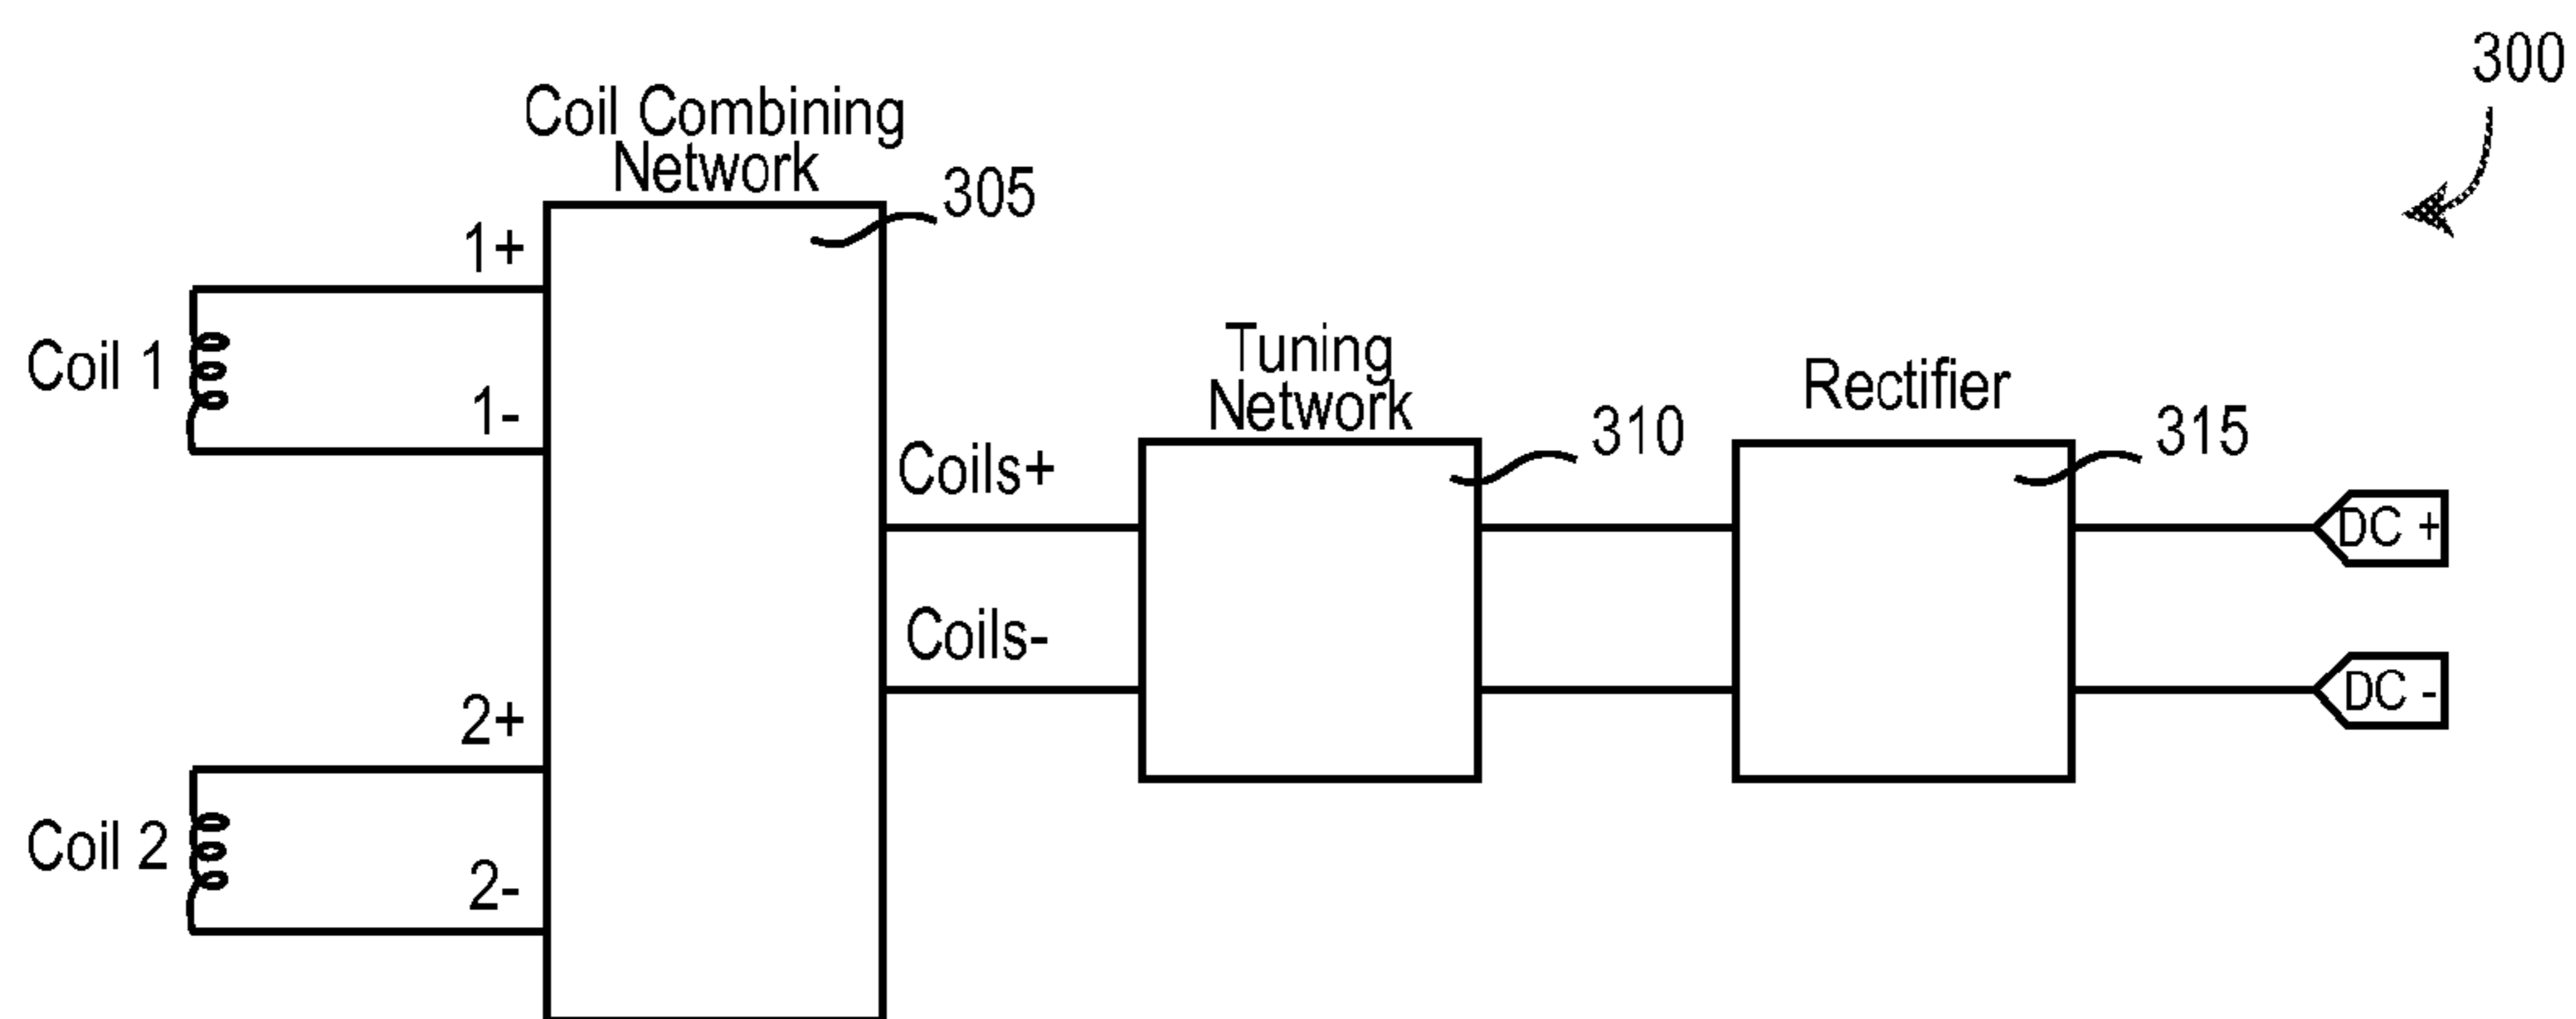 300
Coil Combining
Network
305
1+
Coil 1
1-
Tuning
Network
310
Rectifier
315
Coils+
DC +
Coils-
DC -
2+
Coil 2
2-